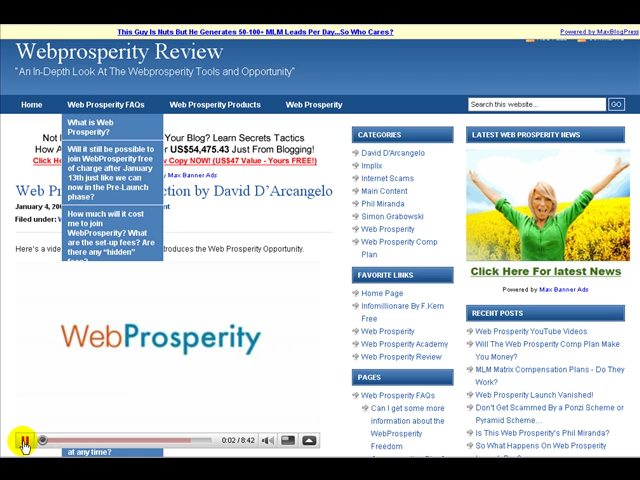 This Guy Is Nuts But He Generates 50-100+ MLM Leads Per Day...So Who Cares?
Powered by MaxBlogPress
Webprosperity Review
"An In-Depth Look At The Webprosperity Tools and Opportunity"
Home
Web Prosperity FAQs
Web Prosperity Products
Web Prosperity
Search this website...
GO
What is Web
Prosperity?
Will it still be possible to
join WebProsperity free
of charge after January
13th just like we can
now in the Pre-Launch
phase?
How much will it cost
me to join
WebProsperity? What
are the set-up fees? Are
there any "hidden"
fees?
at any time?
Your Blog? Learn Secrets Tactics
US$54,475.43 Just From Blogging!
Copy NOW! (US$47 Value - Yours FREE!)
Max Banner Ads
Web P
ction by David D'Arcangelo
January 4, 20
Filed under:
Here's a vide
troduces the Web Prosperity Opportunity.
WebProsperity
0:02 / 8:42
CATEGORIES
David D'Arcangelo
Implix
Internet Scams
Main Content
Phil Miranda
Simon Grabowski
Web Prosperity
Web Prosperity Comp
Plan
FAVORITE LINKS
Home Page
Infomillionare By F.Kern
Free
Web Prosperity
Web Prosperity Academy
Web Prosperity Review
PAGES
Web Prosperity FAQs
Can I get some more
information about the
WebProsperity
Freedom
LATEST WEB PROSPERITY NEWS
Click Here For latest News
Powered by Max Banner Ads
RECENT POSTS
Web Prosperity YouTube Videos
Will The Web Prosperity Comp Plan Make
You Money?
MLM Matrix Compensation Plans - Do They
Work?
Web Prosperity Launch Vanished!
Don't Get Scammed By a Ponzi Scheme or
Pyramid Scheme...
Is This Web Prosperity's Phil Miranda?
So What Happens On Web Prosperity